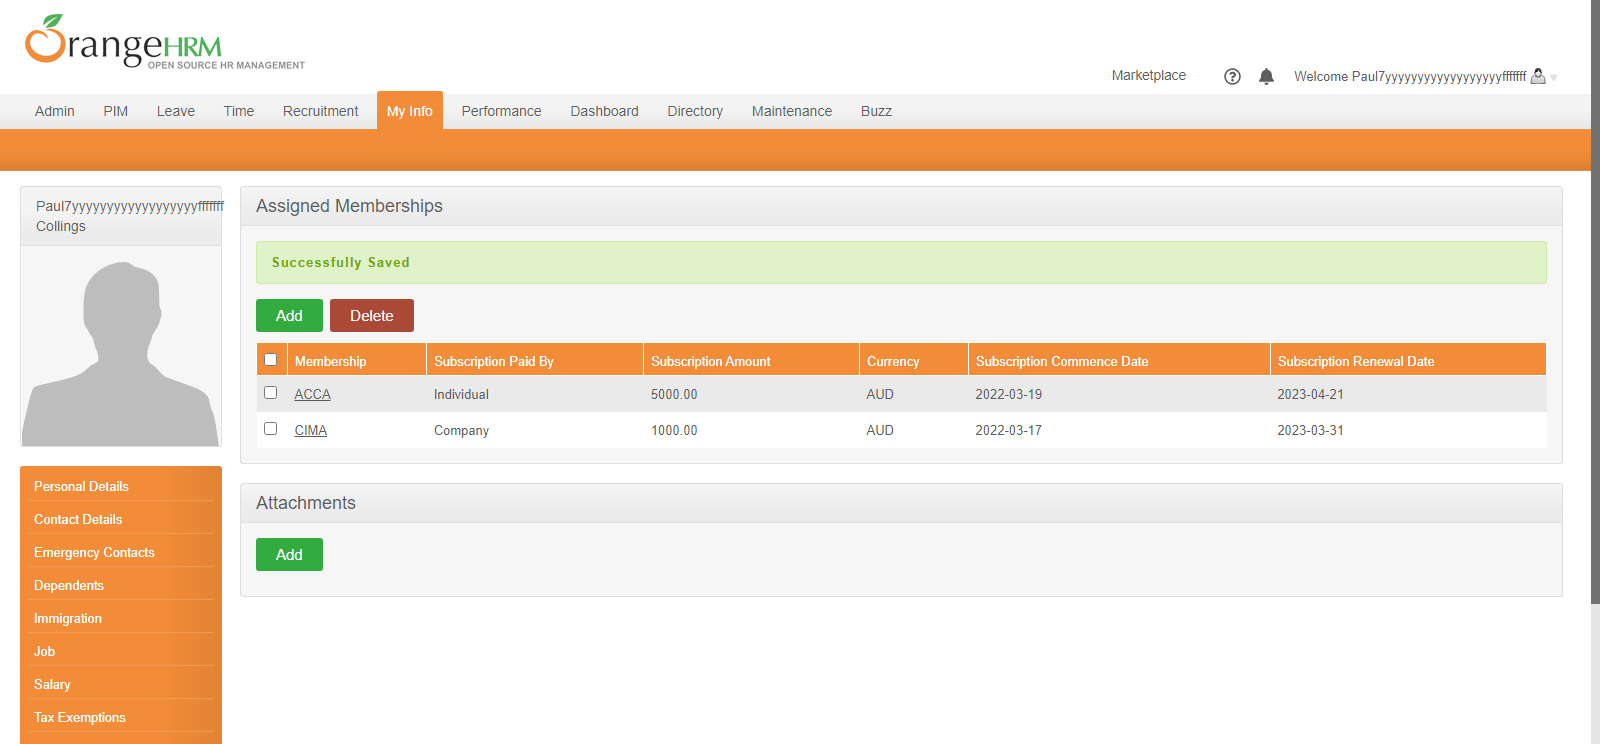 OrangeHRM
OPEN SOURCE HR MANAGEMENT
Marketplace
Admin PIM Leave Time Recruitment My Info Performance Dashboard Directory Maintenance Buzz
Collings
Assigned Memberships
Successfully Saved
Add Delete
Membership Subscription Paid By Subscription Amount Currency Subscription Commence Date Subscription Renewal Date
ACCA Individual 5000.00 AUD 2022-03-19 2023-04-21
CIMA Company 1000.00 AUD 2022-03-17 2023-03-31
Personal Details
Contact Details
Emergency Contacts
Dependents
Immigration
Job
Salary
Tax Exemptions
Attachments
Add